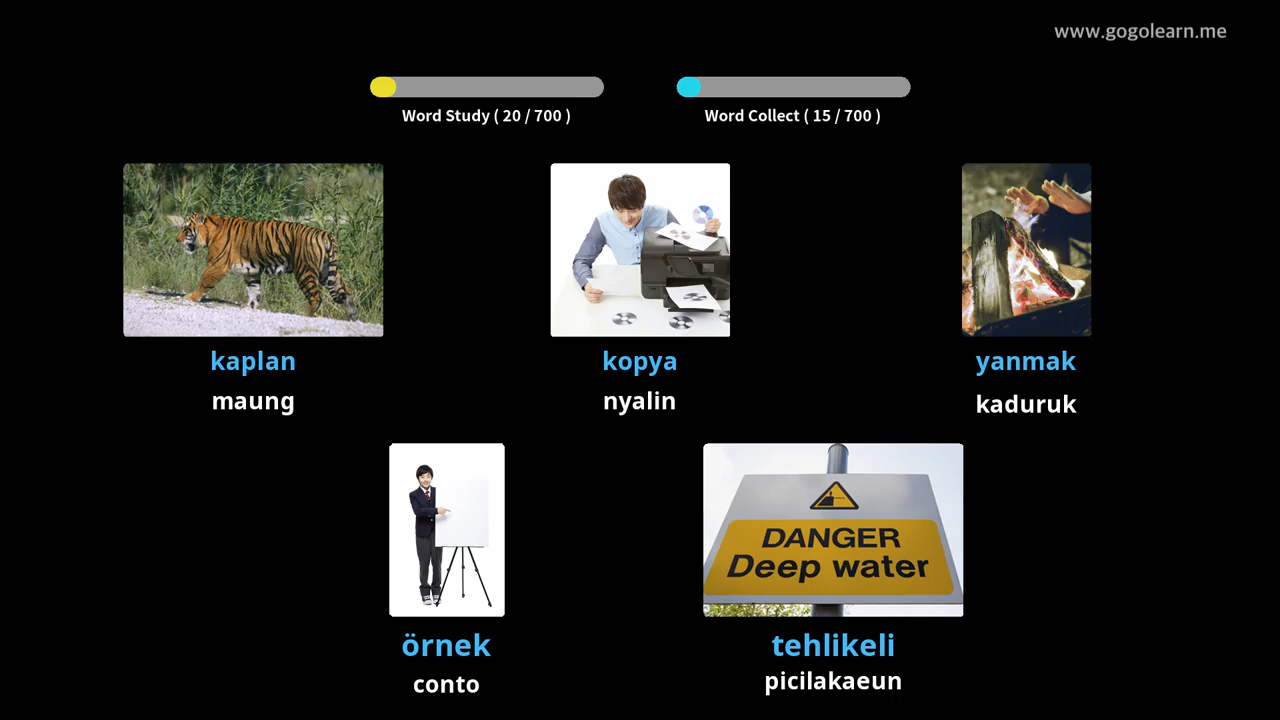 www.gogolearn.me
Word Study ( 20 / 700 )
Word Collect ( 15 / 700 )
kaplan
kopya
yanmak
maung
nyalin
kaduruk
DANGER
Deep water
örnek
tehlikeli
conto
picilakaeun